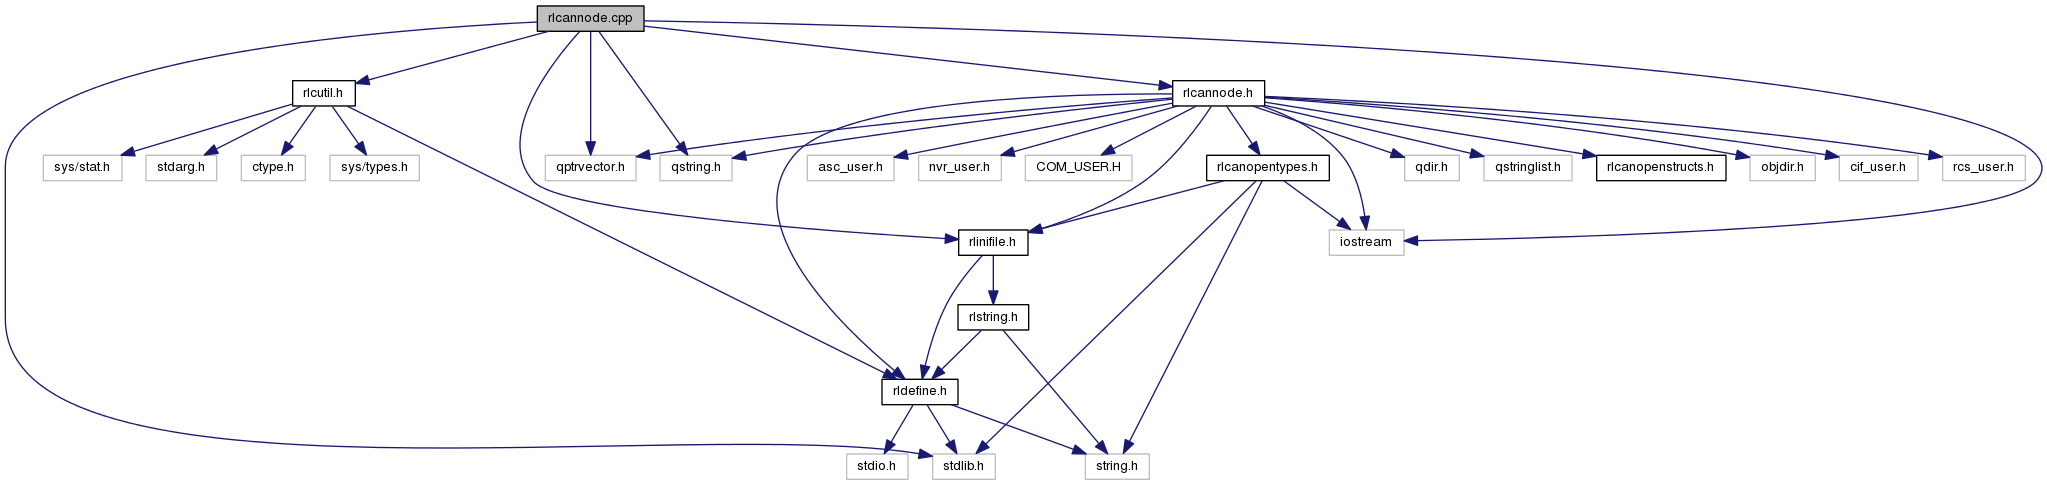 rlcannode.cpp
rlcutil.h
rlcannode.h
sys/stat.h
stdarg.h
ctype.h
sys/types.h
qptrvector.h
qstring.h
asc_user.h
nvr_user.h
COM_USER.H
rlcanopentypes.h
qdir.h
qstringlist.h
rlcanopenstructs.h
objdir.h
cif_user.h
rcs_user.h
rlinifile.h
iostream
rlstring.h
rldefine.h
stdio.h
stdlib.h
string.h